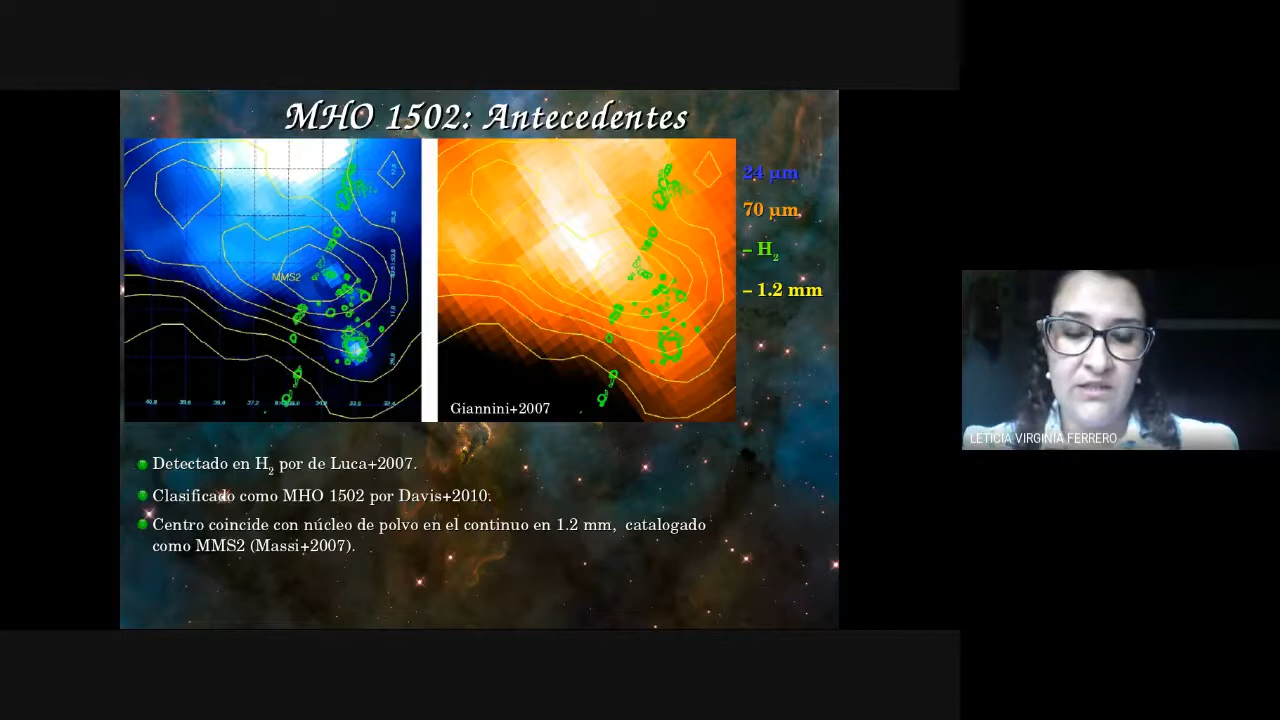 MHO 1502: Antecedentes
MMS2
24 µm
70 µm
– H2
– 1.2 mm
Giannini+2007
Detectado en H2 por de Luca+2007.
Clasificado como MHO 1502 por Davis+2010.
Centro coincide con núcleo de polvo en el continuo en 1.2 mm, catalogado
como MMS2 (Massi+2007).
LETICIA VIRGINIA FERRERO